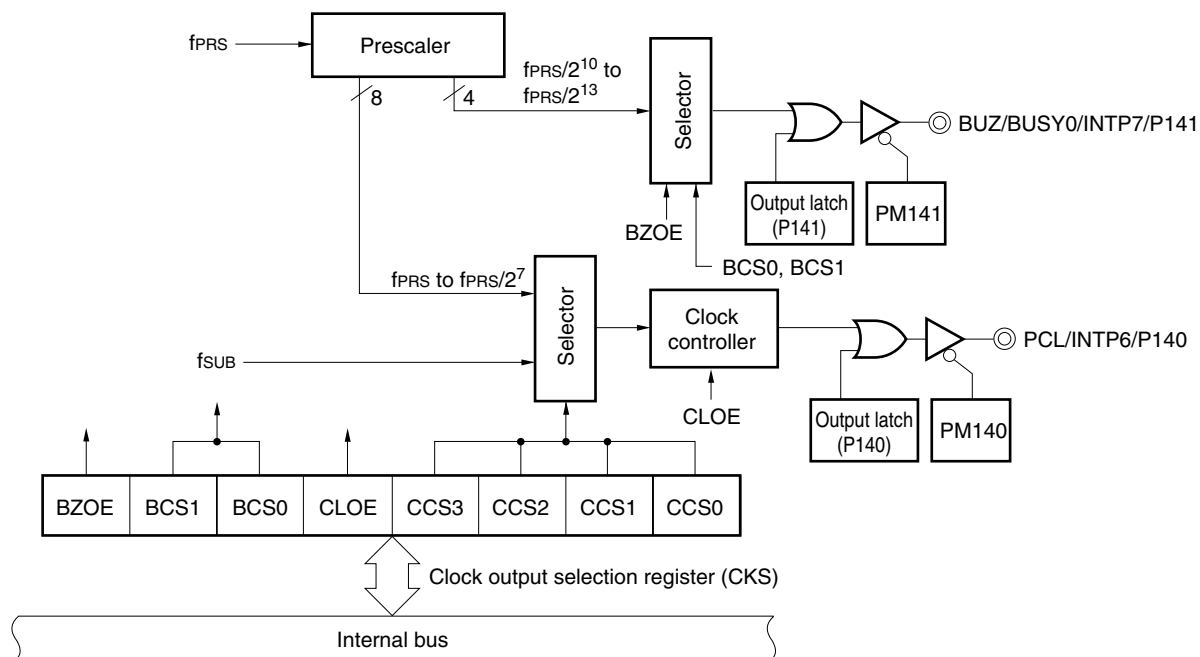 fPRS
Prescaler
8
4
fPRS/2^10 to
fPRS/2^13
Selector
BUZ/BUSY0/INTP7/P141
Output latch
(P141)
PM141
BZOE
BCS0, BCS1
fPRS to fPRS/2^7
Selector
Clock
controller
PCL/INTP6/P140
fSUB
CLOE
Output latch
(P140)
PM140
BZOE BCS1 BCS0 CLOE CCS3 CCS2 CCS1 CCS0
Clock output selection register (CKS)
Internal bus